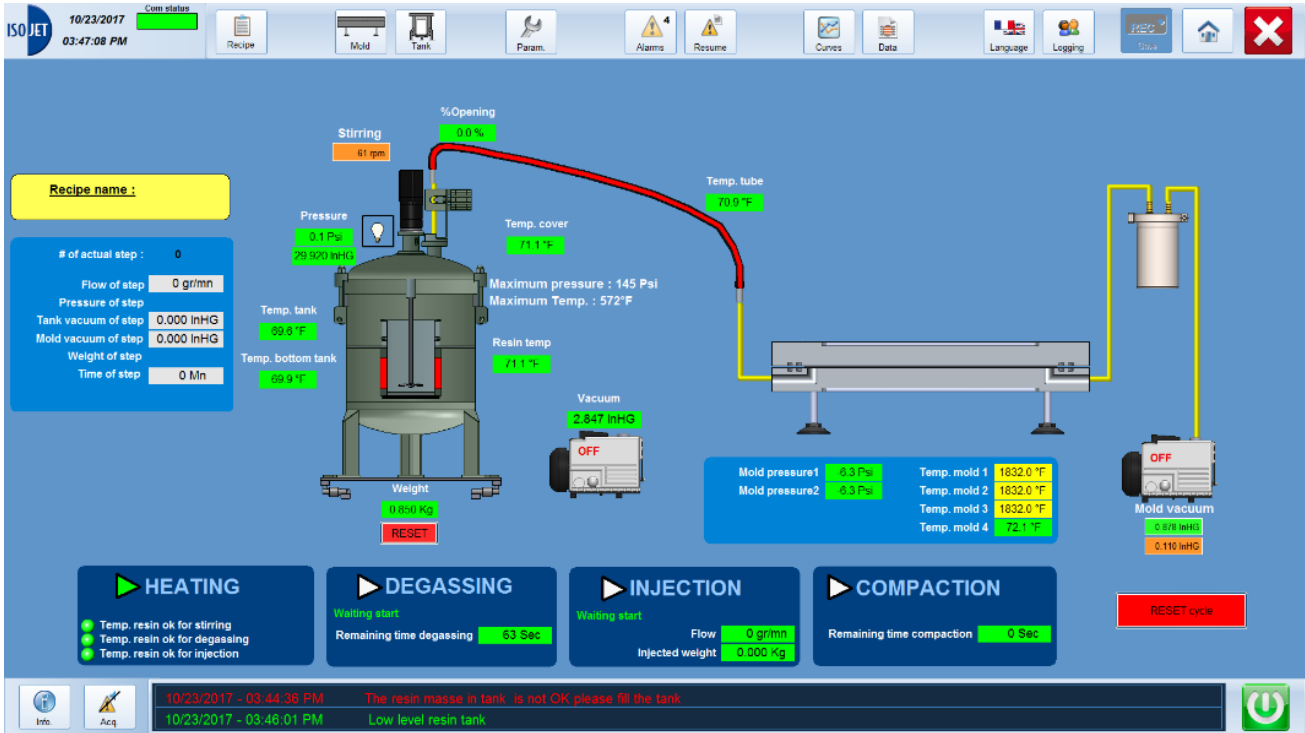 ISOJET
10/23/2017
03:47:08 PM
Com status
Recipe
Mold
Tank
Param.
4
Alarms
Resume
Curves
Data
Language
Logging
REC
Save
%Opening
0.0 %
Stirring
61 rpm
Recipe name :
Pressure
0.1 Psi
29.920 InHG
Temp. cover
71.1 °F
Temp. tube
70.9 °F
# of actual step : 0
Flow of step 0 gr/mn
Pressure of step
Tank vacuum of step 0.000 InHG
Mold vacuum of step 0.000 InHG
Weight of step
Time of step 0 Mn
Maximum pressure : 145 Psi
Maximum Temp. : 572°F
Temp. tank
69.6 °F
Temp. bottom tank
69.9 °F
Resin temp
71.1 °F
Vacuum
2.847 InHG
OFF
Weight
0.850 Kg
RESET
Mold pressure1 -6.3 Psi
Mold pressure2 -6.3 Psi
Temp. mold 1 1832.0 °F
Temp. mold 2 1832.0 °F
Temp. mold 3 1832.0 °F
Temp. mold 4 72.1 °F
OFF
Mold vacuum
0.878 InHG
0.110 InHG
HEATING
Temp. resin ok for stirring
Temp. resin ok for degassing
Temp. resin ok for injection
DEGASSING
Waiting start
Remaining time degassing 63 Sec
INJECTION
Waiting start
Flow 0 gr/mn
Injected weight 0.000 Kg
COMPACTION
Remaining time compaction 0 Sec
RESET cycle
Info.
Acq.
10/23/2017 - 03:44:36 PM The resin masse in tank is not OK please fill the tank
10/23/2017 - 03:46:01 PM Low level resin tank